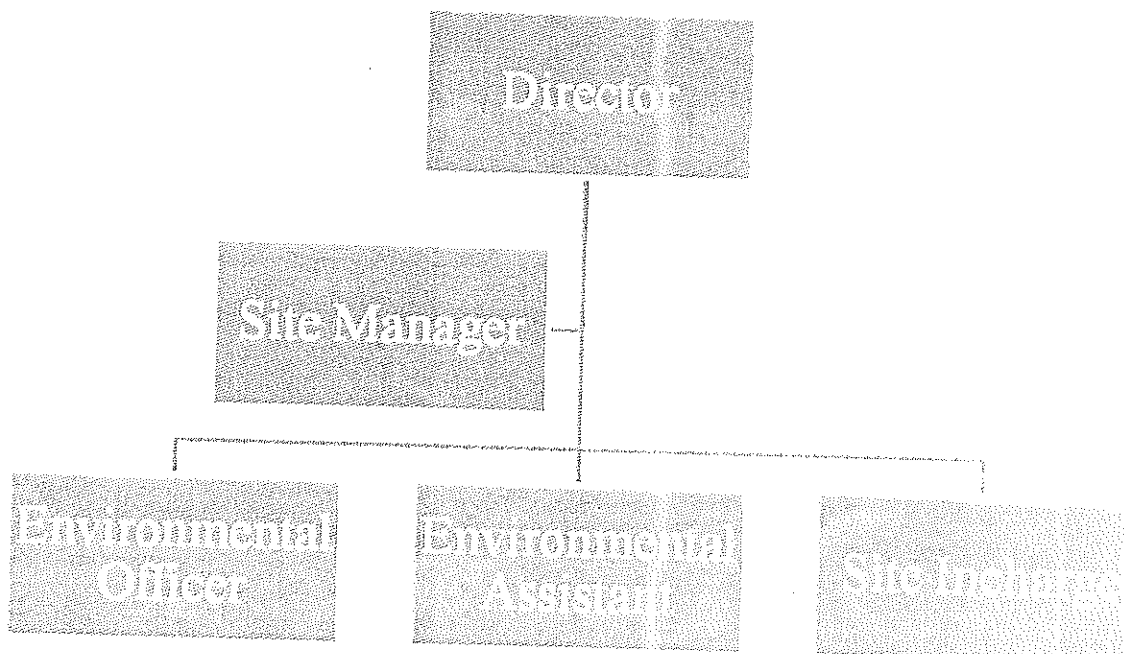 Director
Site Manager
Environmental
Officer
Environmental
Assistant
Site Incharge